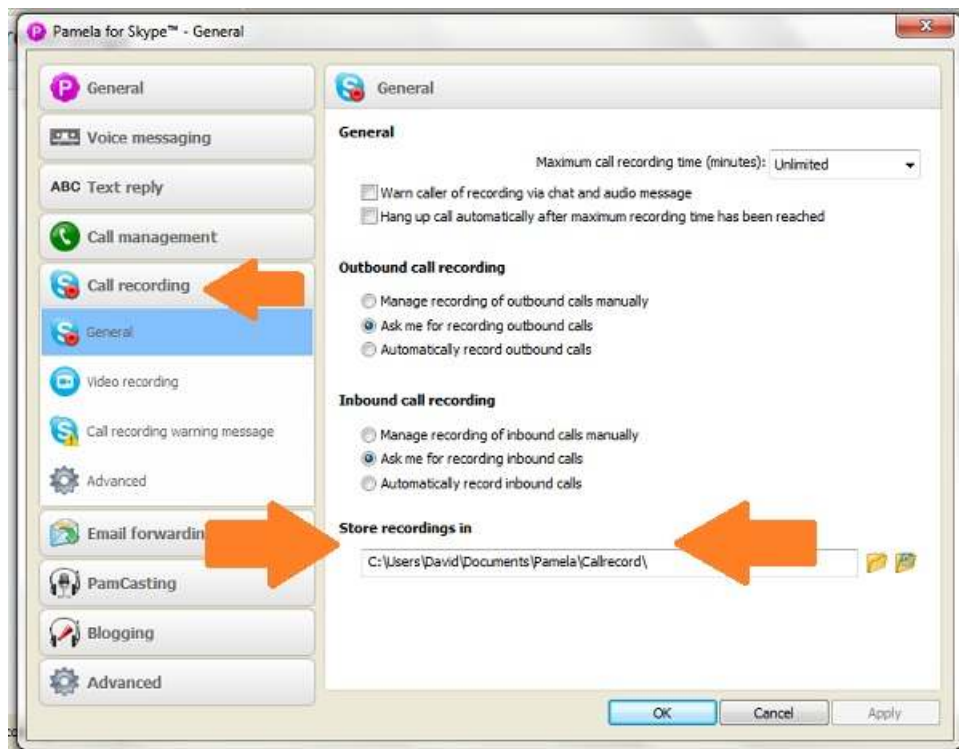 Pamela for Skype™ - General
General
Voice messaging
ABC Text reply
Call management
Call recording
General
Video recording
Call recording warning message
Advanced
Email forwardin
PamCasting
Blogging
Advanced
General
General
Maximum call recording time (minutes): Unlimited
Warn caller of recording via chat and audio message
Hang up call automatically after maximum recording time has been reached
Outbound call recording
Manage recording of outbound calls manually
Ask me for recording outbound calls
Automatically record outbound calls
Inbound call recording
Manage recording of inbound calls manually
Ask me for recording inbound calls
Automatically record inbound calls
Store recordings in
C:\Users\David\Documents\Pamela\Callrecord\
OK Cancel Apply